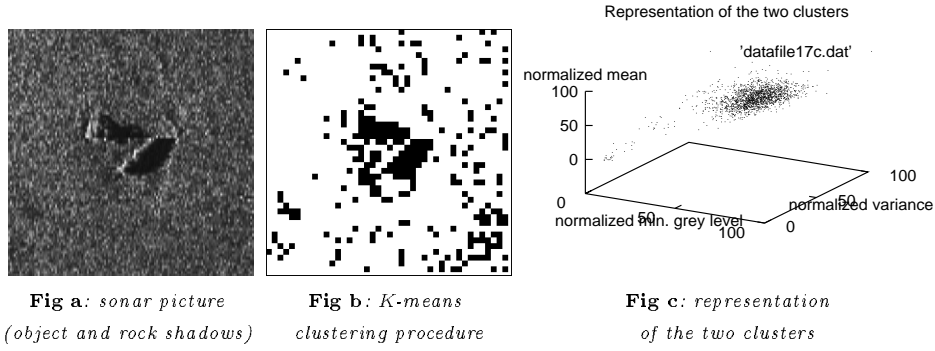 Representation of the two clusters
'datafile17c.dat'
normalized mean
100
50
0
0
50
100
normalized min. grey level
0
50
100
normalized variance
Fig a: sonar picture
(object and rock shadows)
Fig b: K-means
clustering procedure
Fig c: representation
of the two clusters